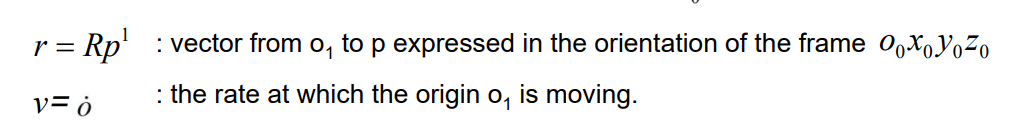 r = Rp¹ : vector from o₁ to p expressed in the orientation of the frame o₀x₀y₀z₀
v= ȯ : the rate at which the origin o₁ is moving.